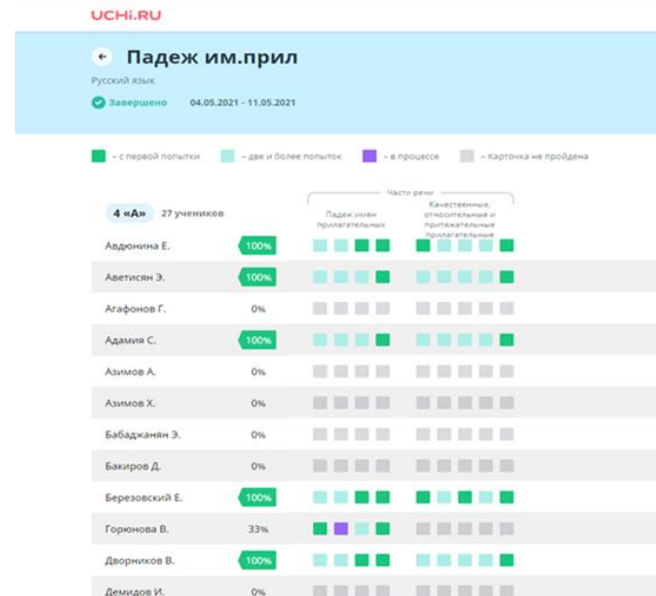 UCHi.RU
← Падеж им.прил
Русский язык
Завершено 04.05.2021 - 11.05.2021
– с первой попытки – две и более попыток – в процессе – Карточка не пройдена
Части речи
4 «А» 27 учеников
Падеж имён
прилагательных
Качественные,
относительные и
притяжательные
прилагательные
Авдюнина Е. 100%
Аветисян Э. 100%
Агафонов Г. 0%
Адамия С. 100%
Азимов А. 0%
Азимов Х. 0%
Бабаджанян Э. 0%
Бакиров Д. 0%
Березовский Е. 100%
Горюнова В. 33%
Дворников В. 100%
Демидов И. 0%